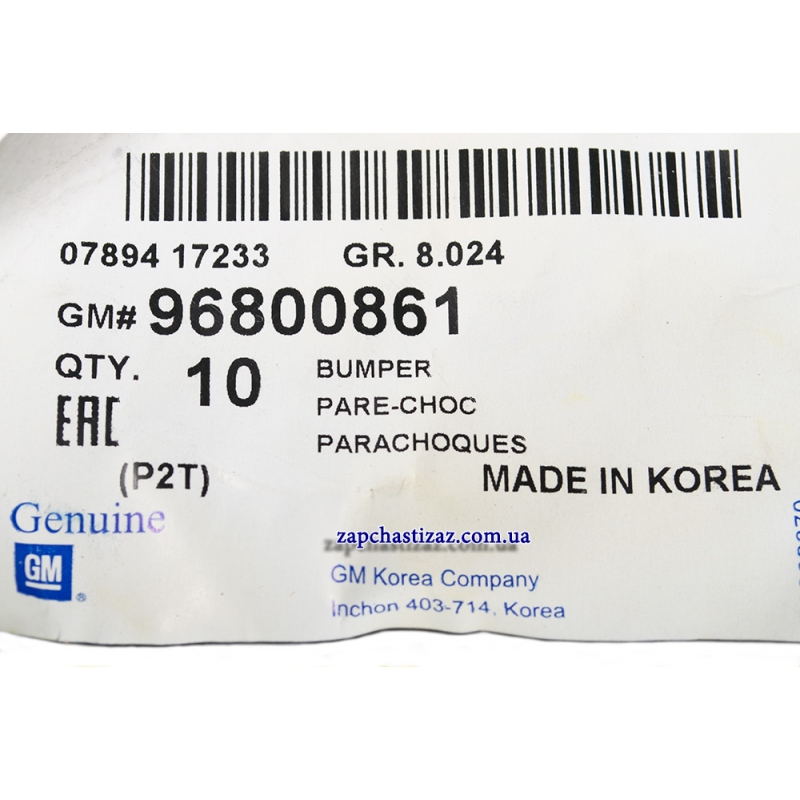 07894 17233 GR. 8.024
GM# 96800861
QTY. 10 BUMPER
EAC PARE-CHOC
PARACHOQUES
(P2T) MADE IN KOREA
Genuine
zapchastizaz.com.ua
GM ®
GM Korea Company
Inchon 403-714, Korea